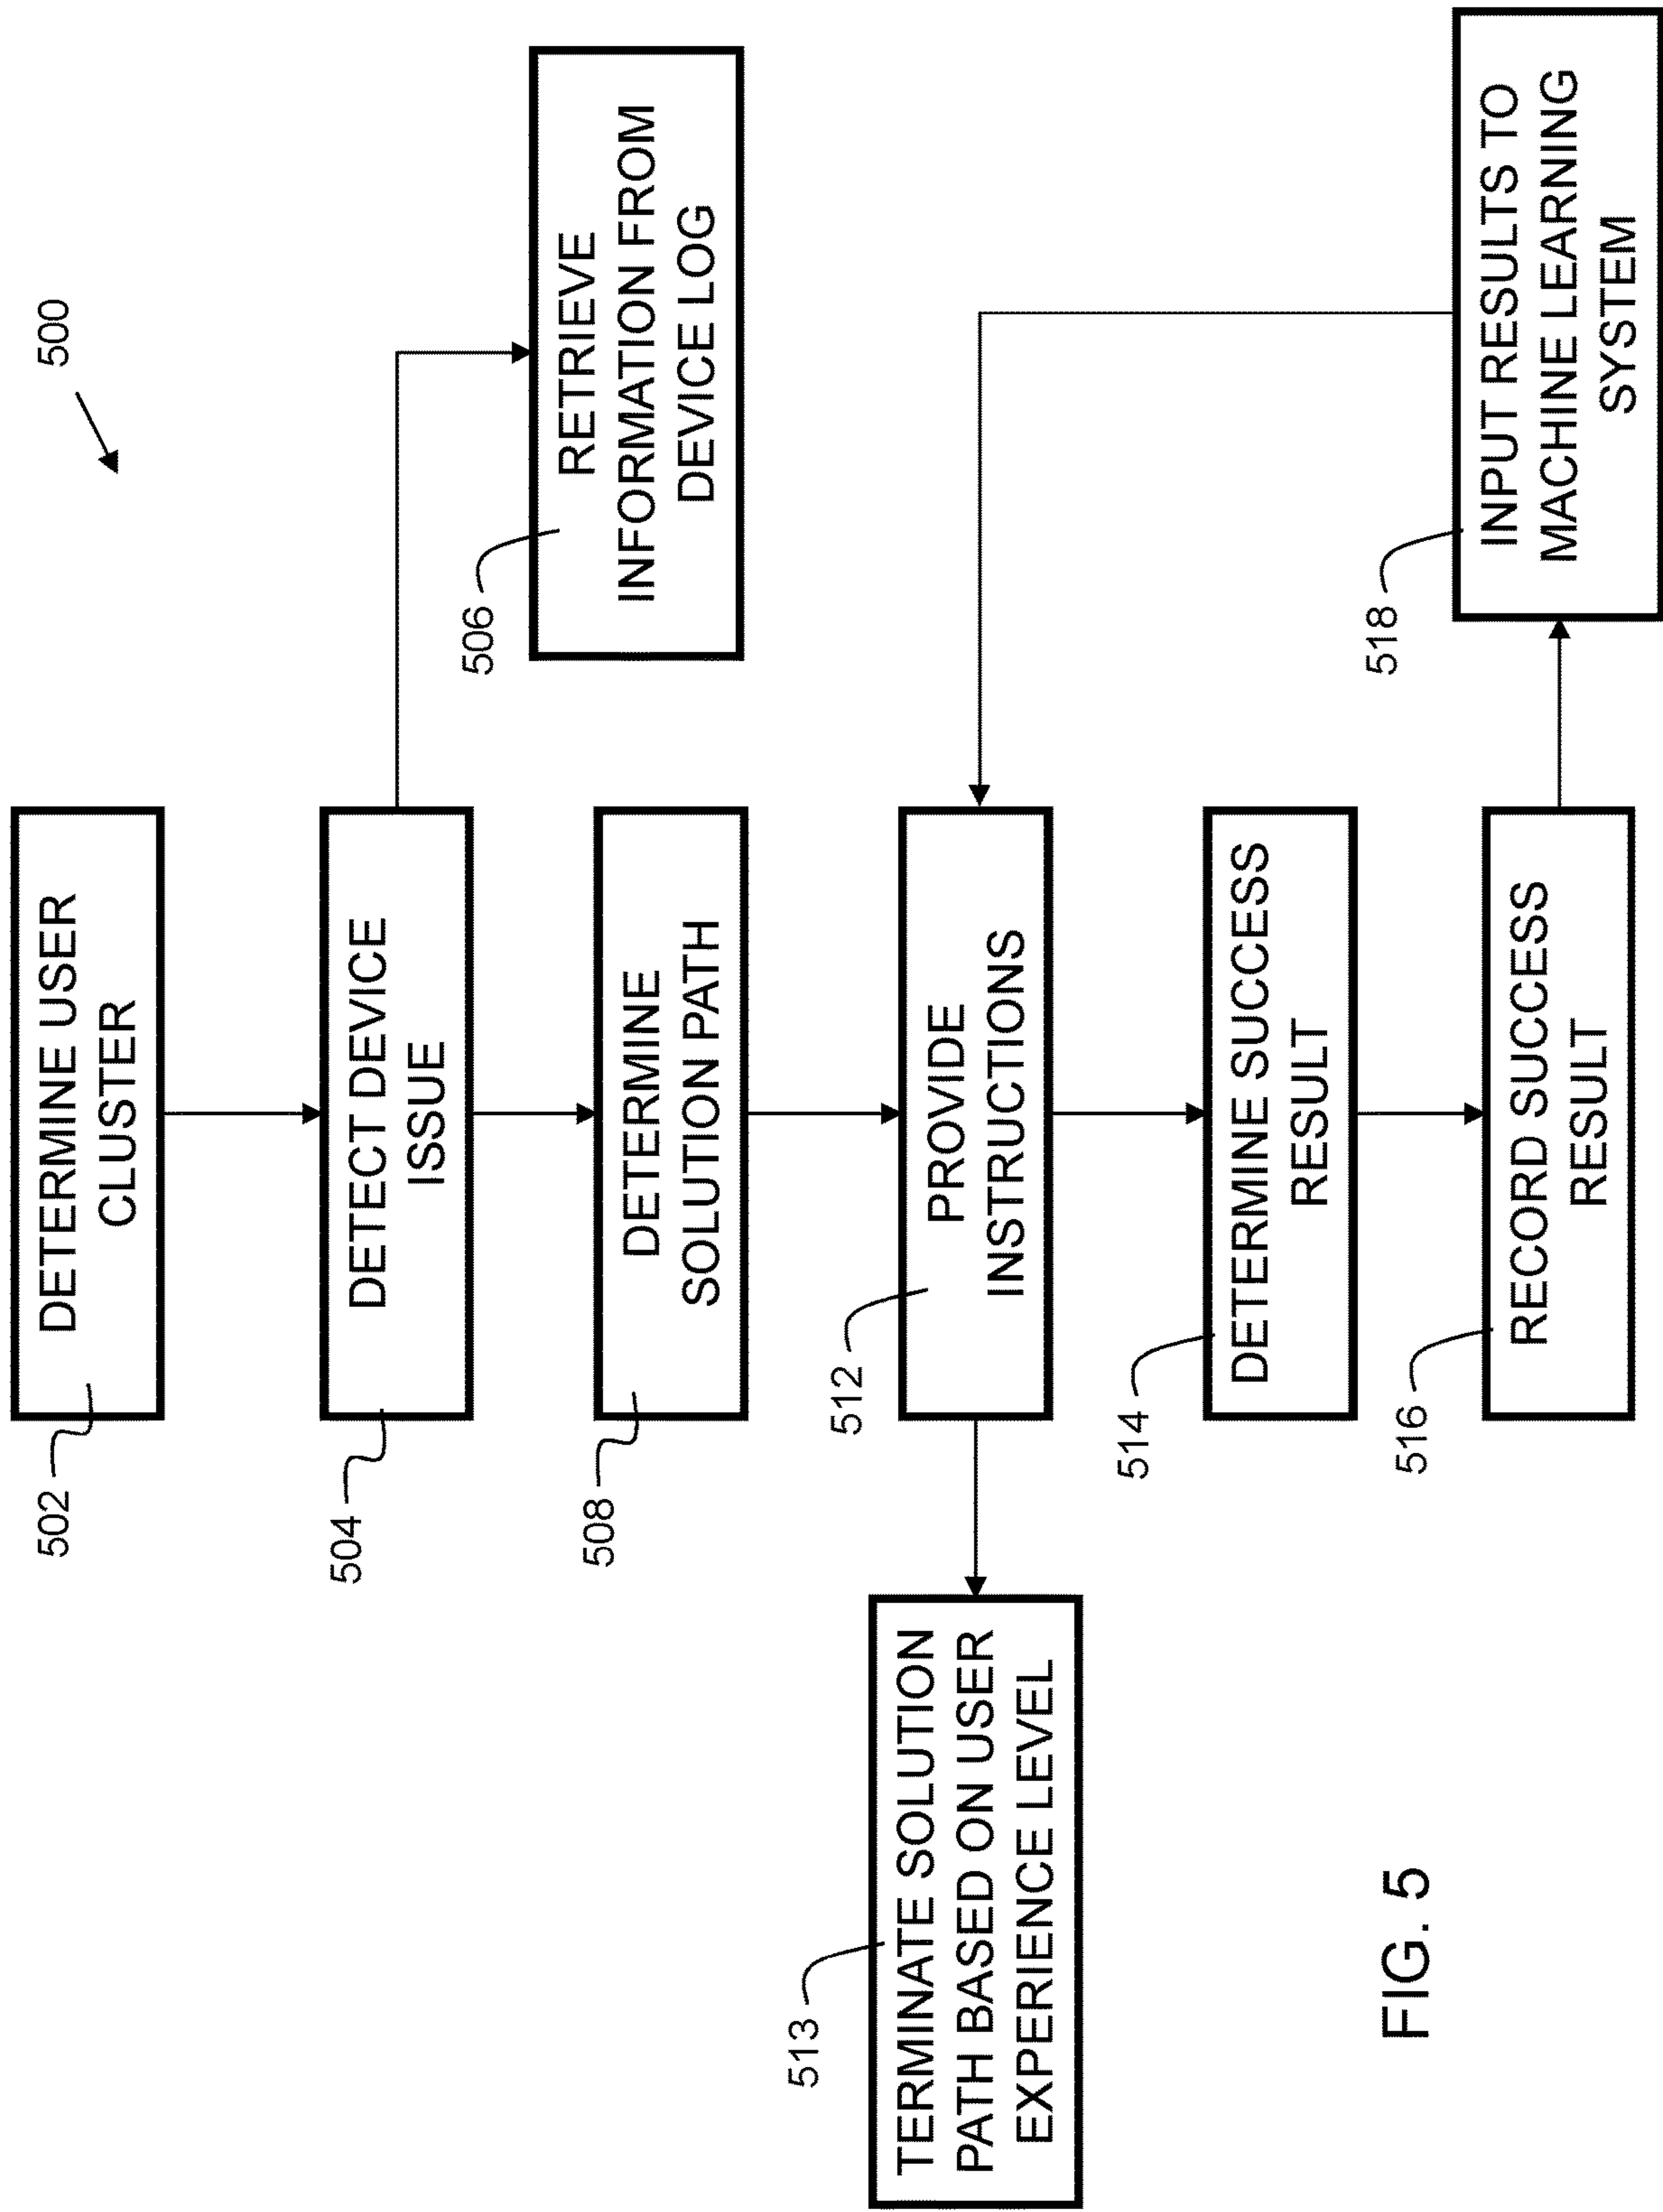 500
502
DETERMINE USER
CLUSTER
504
DETECT DEVICE
ISSUE
506
RETRIEVE
INFORMATION FROM
DEVICE LOG
508
DETERMINE
SOLUTION PATH
512
PROVIDE
INSTRUCTIONS
513
TERMINATE SOLUTION
PATH BASED ON USER
EXPERIENCE LEVEL
514
DETERMINE SUCCESS
RESULT
516
RECORD SUCCESS
RESULT
518
INPUT RESULTS TO
MACHINE LEARNING
SYSTEM
FIG. 5